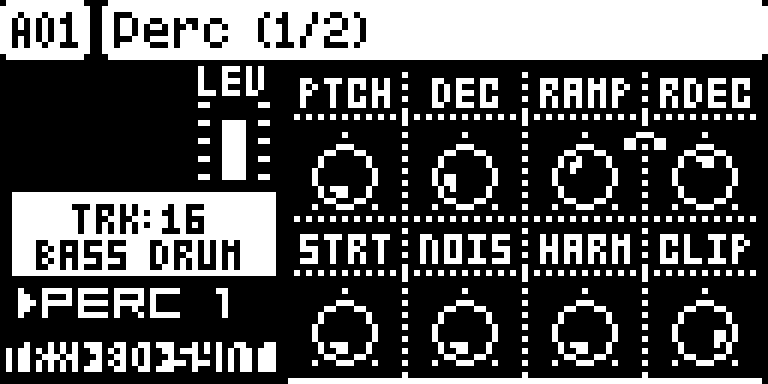 A01 Perc (1/2)
LEV
PTCH DEC RAMP RDEC
TRK:16
BASS DRUM
STRT NOIS HARM CLIP
PERC 1